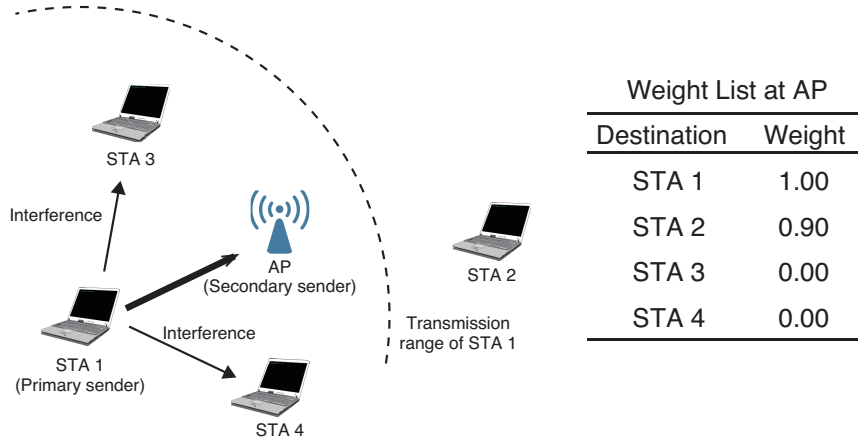 STA 3
Interference
AP
(Secondary sender)
STA 2
Interference
Transmission
range of STA 1
STA 1
(Primary sender)
STA 4
Weight List at AP
Destination Weight
STA 1 1.00
STA 2 0.90
STA 3 0.00
STA 4 0.00